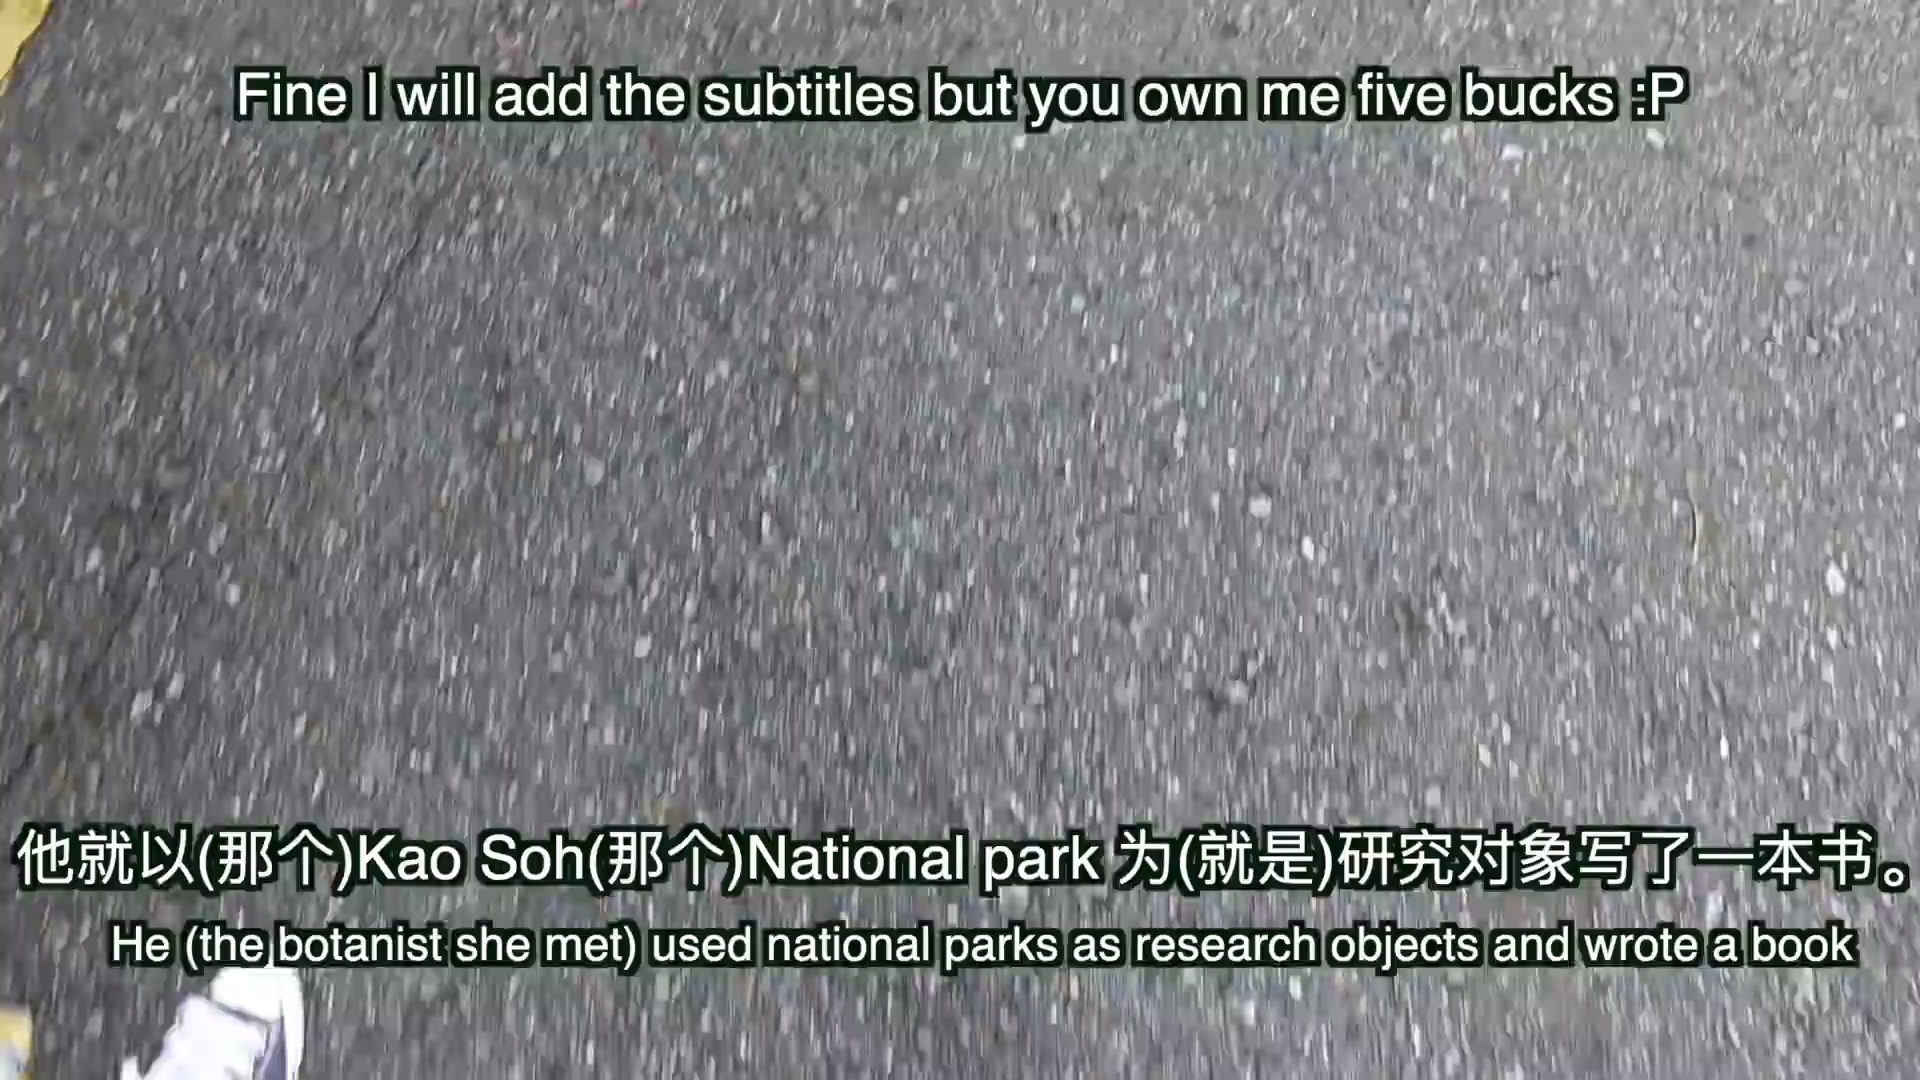 Fine I will add the subtitles but you own me five bucks :P
他就以(那个)Kao Soh(那个)National park 为(就是)研究对象写了一本书。
He (the botanist she met) used national parks as research objects and wrote a book